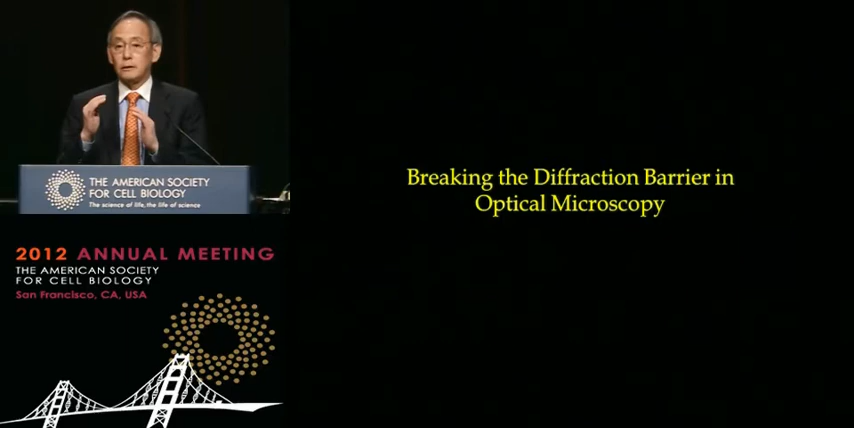 THE AMERICAN SOCIETY
FOR CELL BIOLOGY
The science of life, the life of science
2012 ANNUAL MEETING
THE AMERICAN SOCIETY
FOR CELL BIOLOGY
San Francisco, CA, USA
Breaking the Diffraction Barrier in
Optical Microscopy